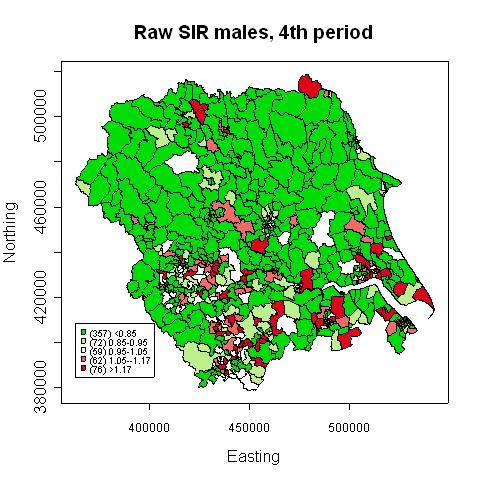 Raw SIR males, 4th period
Northing
500000
460000
420000
380000
(357) <0.85
(72) 0.85-0.95
(59) 0.95-1.05
(62) 1.05--1.17
(76) >1.17
400000 450000 500000
Easting